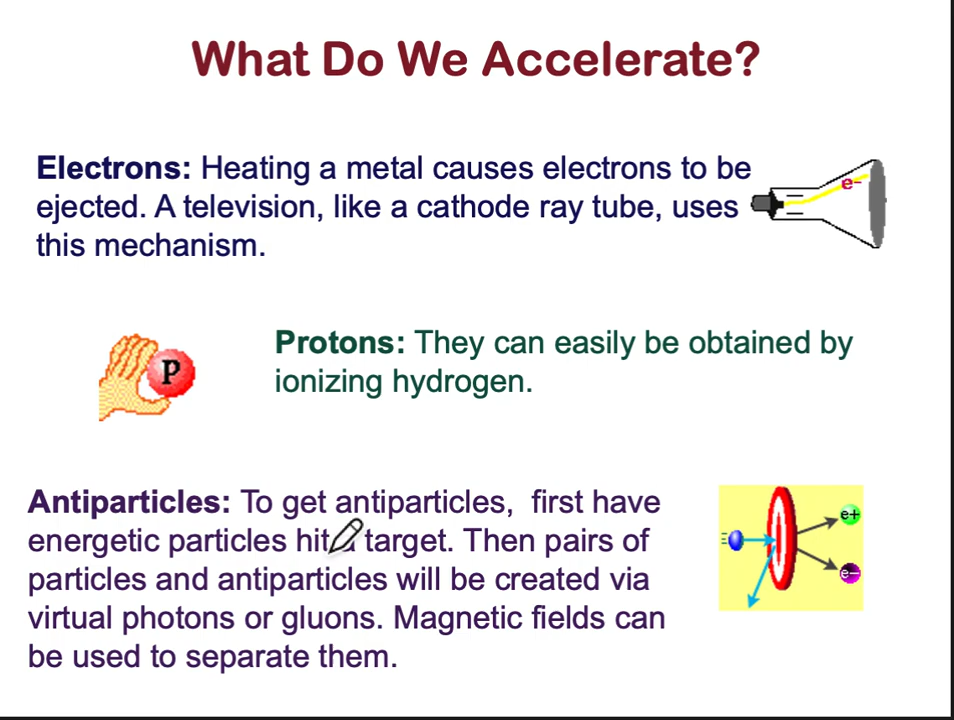 What Do We Accelerate?
Electrons: Heating a metal causes electrons to be
ejected. A television, like a cathode ray tube, uses
this mechanism.
e−
Protons: They can easily be obtained by
ionizing hydrogen.
P
Antiparticles: To get antiparticles, first have
energetic particles hit a target. Then pairs of
particles and antiparticles will be created via
virtual photons or gluons. Magnetic fields can
be used to separate them.
e+
e−